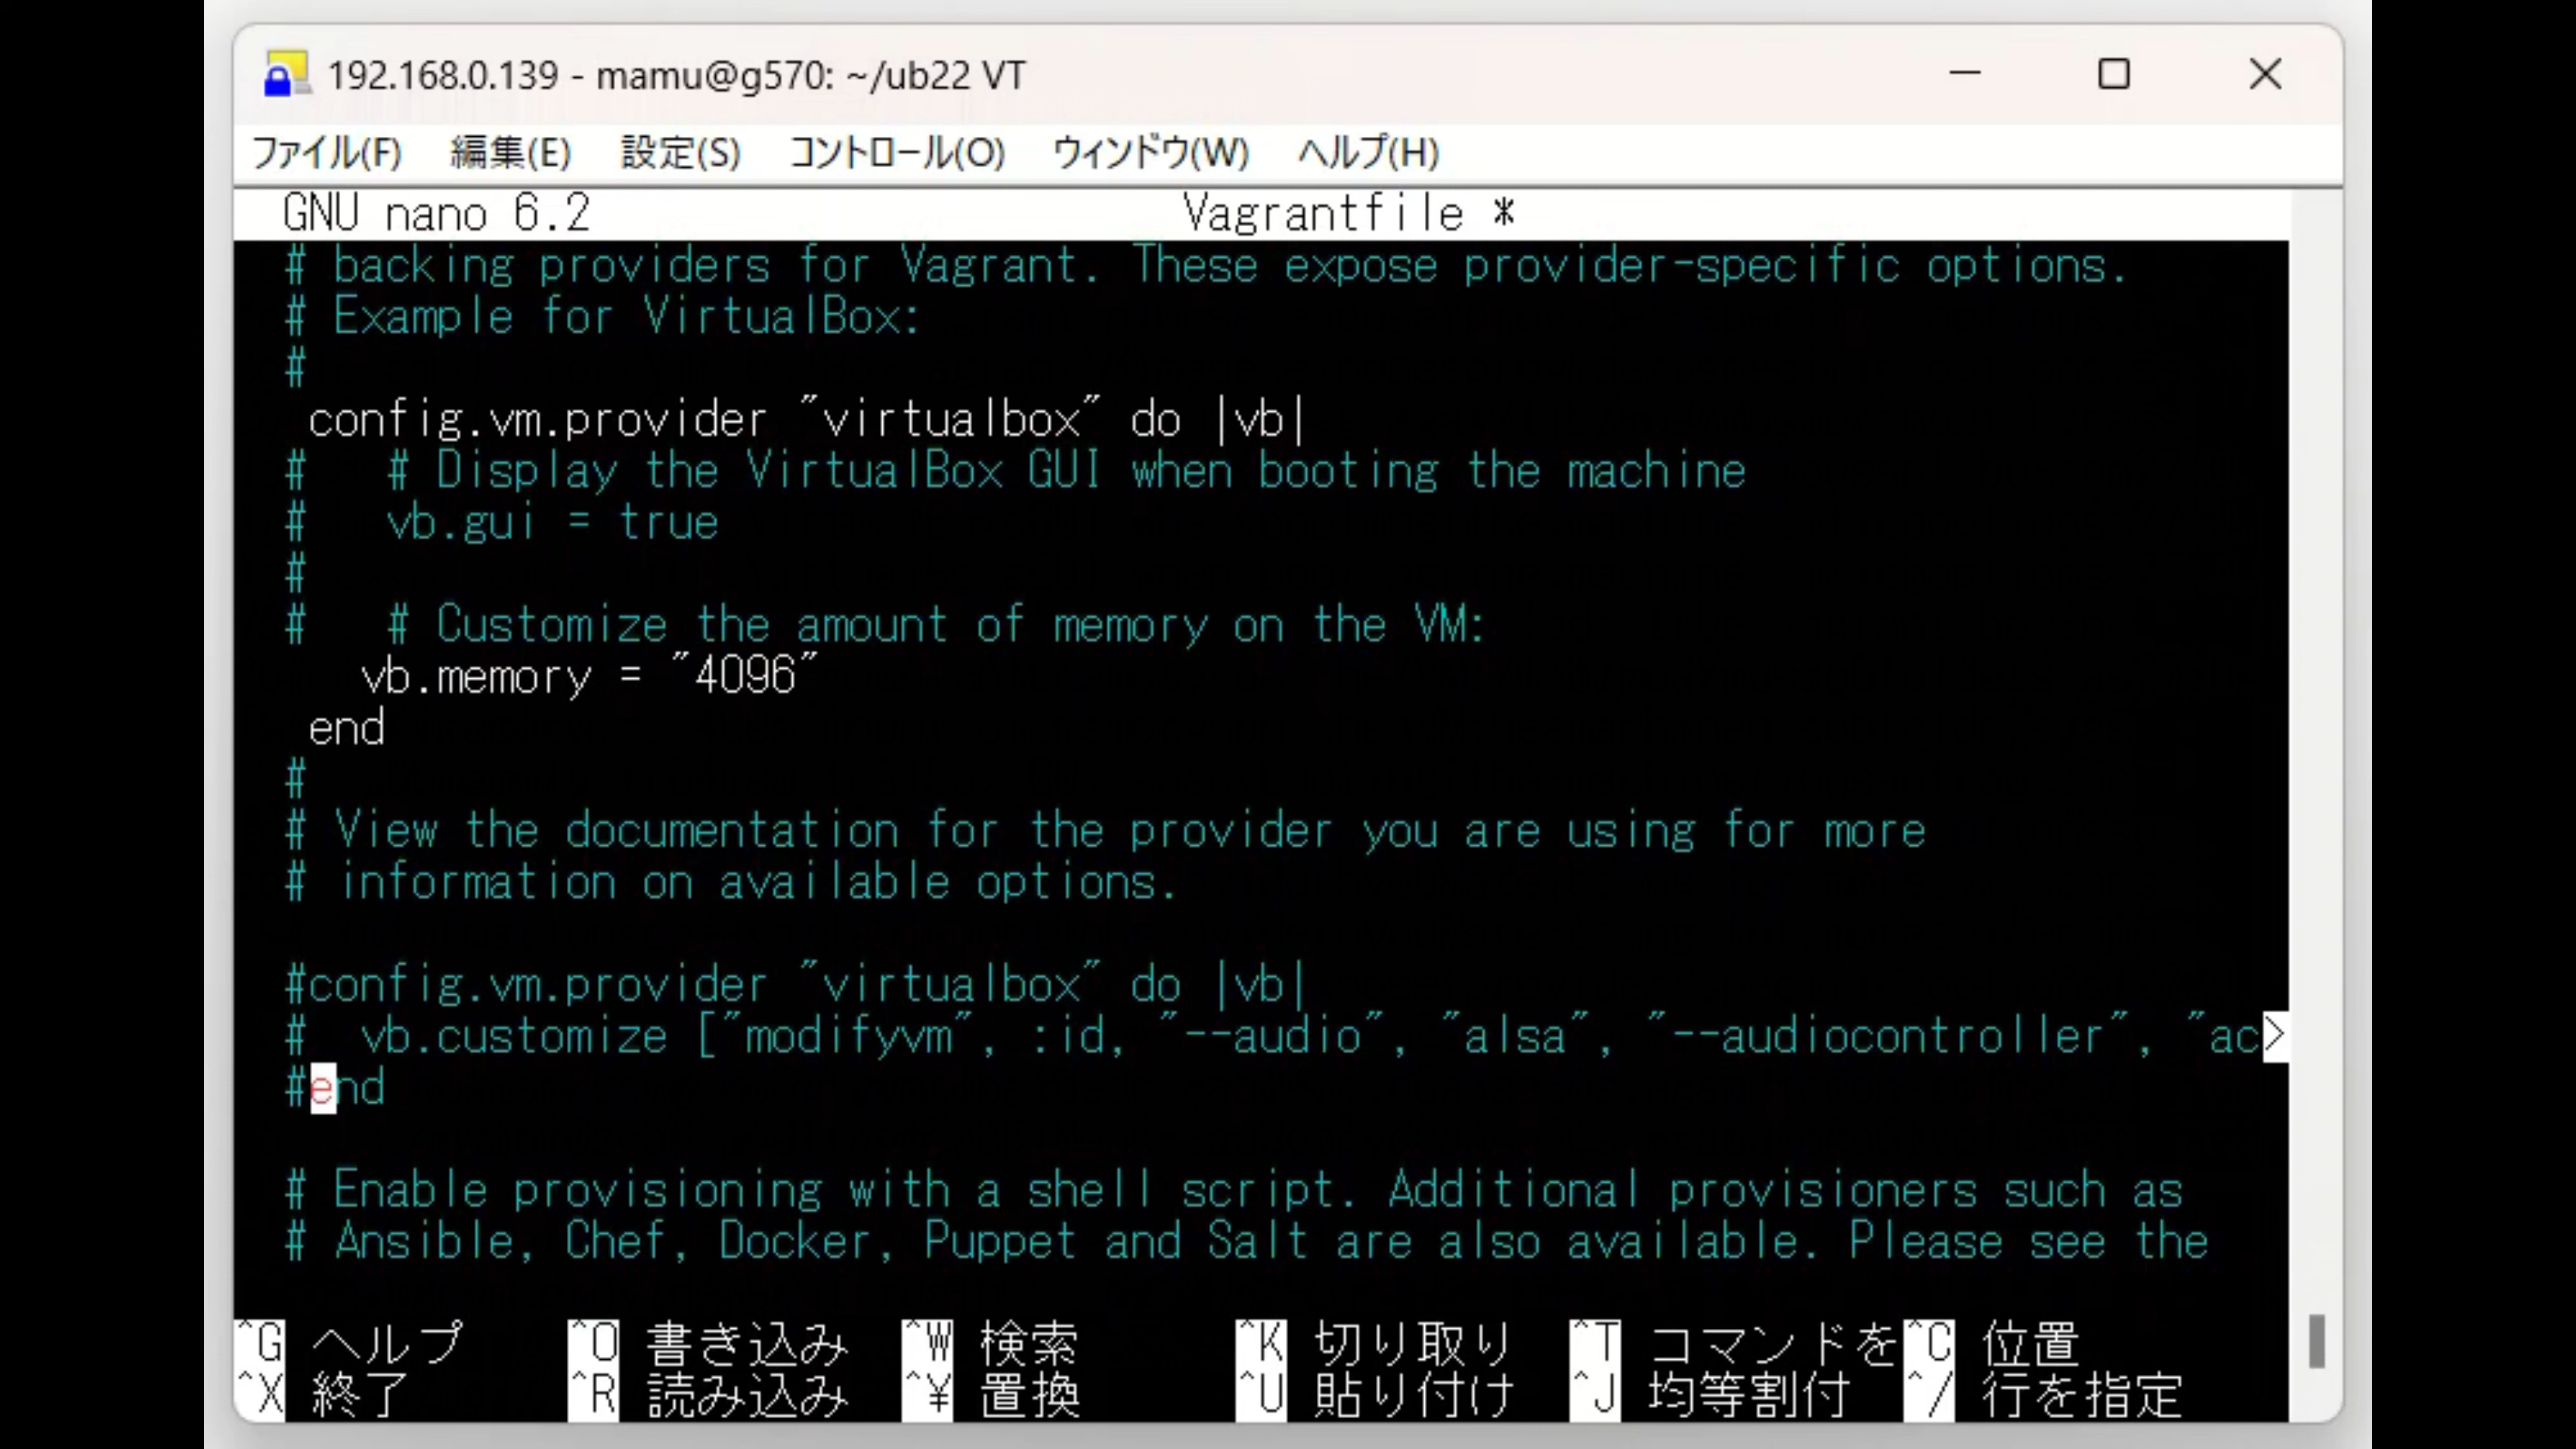 192.168.0.139 - mamu@g570: ~/ub22 VT
ファイル(F) 編集(E) 設定(S) コントロール(O) ウィンドウ(W) ヘルプ(H)
GNU nano 6.2 Vagrantfile *
# backing providers for Vagrant. These expose provider-specific options.
# Example for VirtualBox:
#
config.vm.provider "virtualbox" do |vb|
#   # Display the VirtualBox GUI when booting the machine
#   vb.gui = true
#
#   # Customize the amount of memory on the VM:
vb.memory = "4096"
end
#
# View the documentation for the provider you are using for more
# information on available options.
#config.vm.provider "virtualbox" do |vb|
#  vb.customize ["modifyvm", :id, "--audio", "alsa", "--audiocontroller", "ac>
#end
# Enable provisioning with a shell script. Additional provisioners such as
# Ansible, Chef, Docker, Puppet and Salt are also available. Please see the
^G ヘルプ ^O 書き込み ^W 検索 ^K 切り取り ^T コマンドを ^C 位置
^X 終了 ^R 読み込み ^¥ 置換 ^U 貼り付け ^J 均等割付 ^/ 行を指定